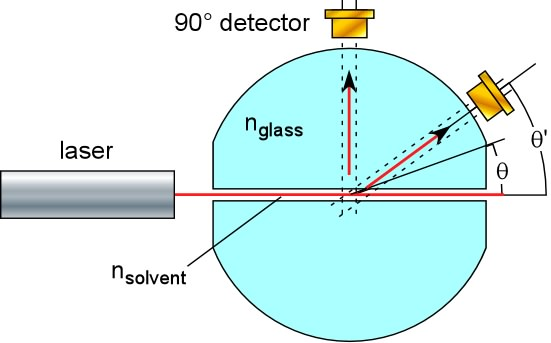 90° detector
nglass
laser
θ'
θ
nsolvent